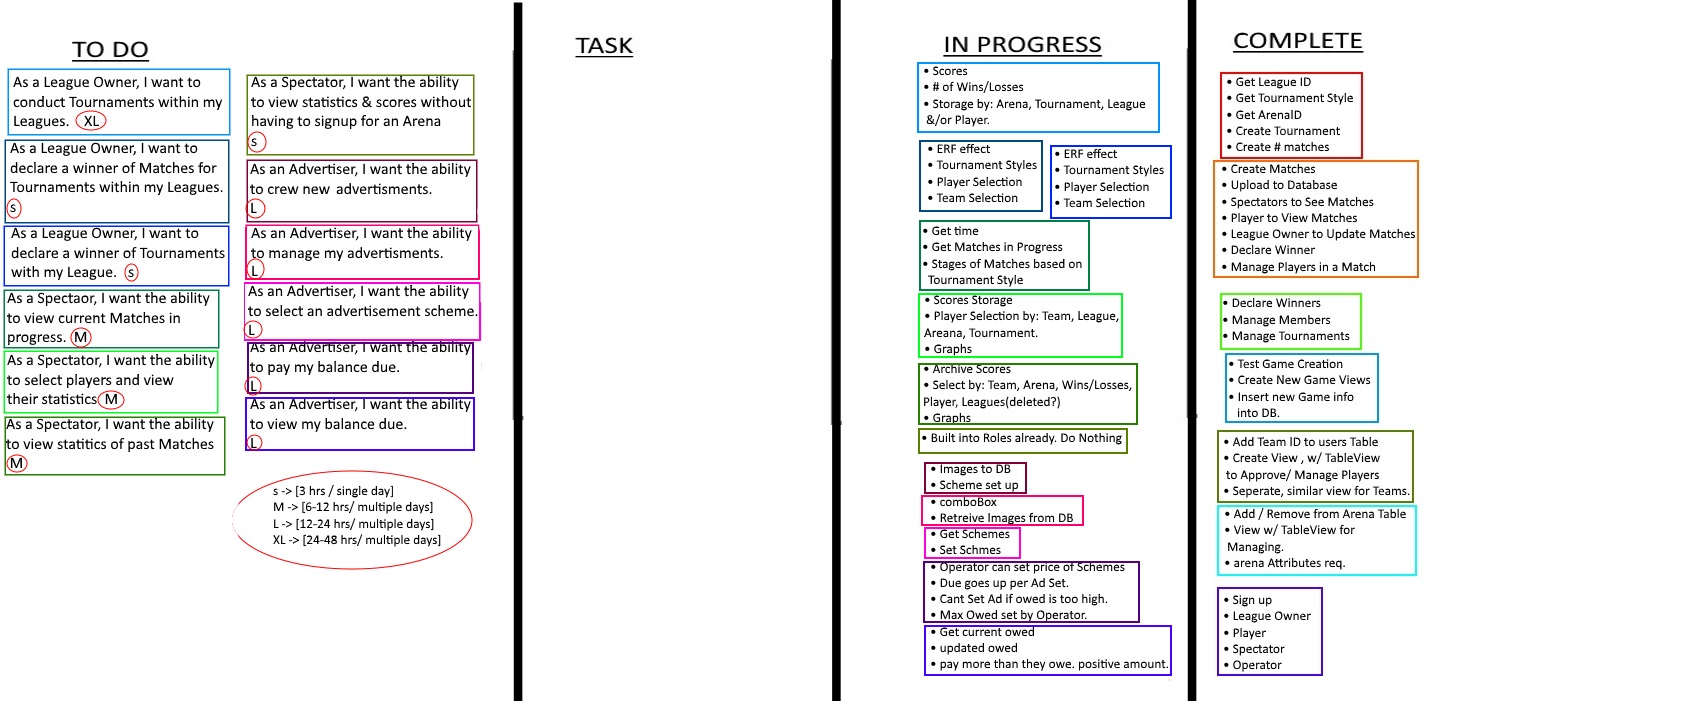 TO DO
As a League Owner, I want to
conduct Tournaments within my
Leagues. XL
As a League Owner, I want to
declare a winner of Matches for
Tournaments within my Leagues.
s
As a League Owner, I want to
declare a winner of Tournaments
with my League. s
As a Spectaor, I want the ability
to view current Matches in
progress. M
As a Spectator, I want the ability
to select players and view
their statistics M
As a Spectator, I want the ability
to view statitics of past Matches
M
As a Spectator, I want the ability
to view statistics & scores without
having to signup for an Arena
s
As an Advertiser, I want the ability
to crew new advertisments.
L
As an Advertiser, I want the ability
to manage my advertisments.
L
As an Advertiser, I want the ability
to select an advertisement scheme.
L
As an Advertiser, I want the ability
to pay my balance due.
L
As an Advertiser, I want the ability
to view my balance due.
L
s -> [3 hrs / single day]
M -> [6-12 hrs/ multiple days]
L -> [12-24 hrs/ multiple days]
XL -> [24-48 hrs/ multiple days]
TASK
IN PROGRESS
• Scores
• # of Wins/Losses
• Storage by: Arena, Tournament, League
&/or Player.
• ERF effect
• Tournament Styles
• Player Selection
• Team Selection
• ERF effect
• Tournament Styles
• Player Selection
• Team Selection
• Get time
• Get Matches in Progress
• Stages of Matches based on
Tournament Style
• Scores Storage
• Player Selection by: Team, League,
Areana, Tournament.
• Graphs
• Archive Scores
• Select by: Team, Arena, Wins/Losses,
Player, Leagues(deleted?)
• Graphs
• Built into Roles already. Do Nothing
• Images to DB
• Scheme set up
• comboBox
• Retreive Images from DB
• Get Schemes
• Set Schmes
• Operator can set price of Schemes
• Due goes up per Ad Set.
• Cant Set Ad if owed is too high.
• Max Owed set by Operator.
• Get current owed
• updated owed
• pay more than they owe. positive amount.
COMPLETE
• Get League ID
• Get Tournament Style
• Get ArenaID
• Create Tournament
• Create # matches
• Create Matches
• Upload to Database
• Spectators to See Matches
• Player to View Matches
• League Owner to Update Matches
• Declare Winner
• Manage Players in a Match
• Declare Winners
• Manage Members
• Manage Tournaments
• Test Game Creation
• Create New Game Views
• Insert new Game info
into DB.
• Add Team ID to users Table
• Create View , w/ TableView
to Approve/ Manage Players
• Seperate, similar view for Teams.
• Add / Remove from Arena Table
• View w/ TableView for
Managing.
• arena Attributes req.
• Sign up
• League Owner
• Player
• Spectator
• Operator